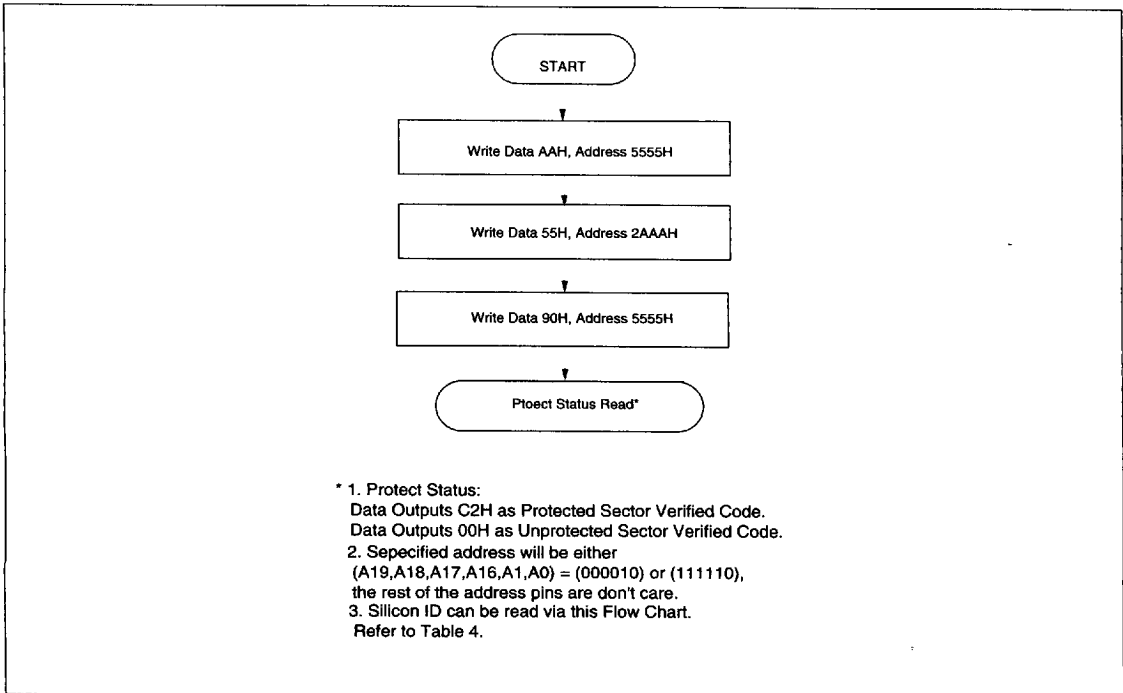 START
Write Data AAH, Address 5555H
Write Data 55H, Address 2AAAH
Write Data 90H, Address 5555H
Ptoect Status Read*
* 1. Protect Status:
Data Outputs C2H as Protected Sector Verified Code.
Data Outputs 00H as Unprotected Sector Verified Code.
2. Sepecified address will be either
(A19,A18,A17,A16,A1,A0) = (000010) or (111110),
the rest of the address pins are don't care.
3. Silicon ID can be read via this Flow Chart.
Refer to Table 4.